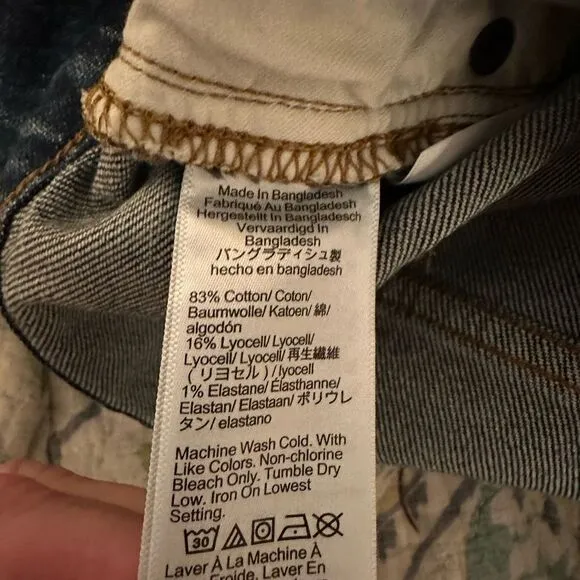 Made In Bangladesh
Fabriqué Au Bangladesh
Hergestellt In Bangladesch
Vervaardigd In
Bangladesh
バングラディシュ製
hecho en bangladesh
83% Cotton/ Coton/
Baumwolle/ Katoen/ 綿/
algodón
16% Lyocell/ Lyocell/
Lyocell/ Lyocell/ 再生繊維
(リヨセル)/lyocell
1% Elastane/ Élasthanne/
Elastan/ Elastaan/ ポリウレ
タン/ elastano
Machine Wash Cold. With
Like Colors. Non-chlorine
Bleach Only. Tumble Dry
Low. Iron On Lowest
Setting.
30
Laver À La Machine À
Froide. Laver En